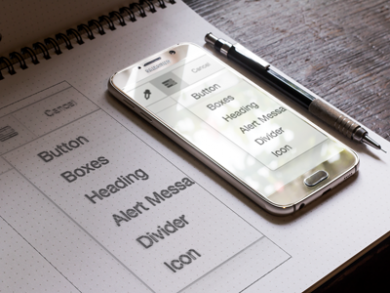 Cancel
Button
Boxes
Heading
Alert Messa
Divider
Icon
Cancel
Button
Boxes
Heading
Alert Messa
Divider
Icon